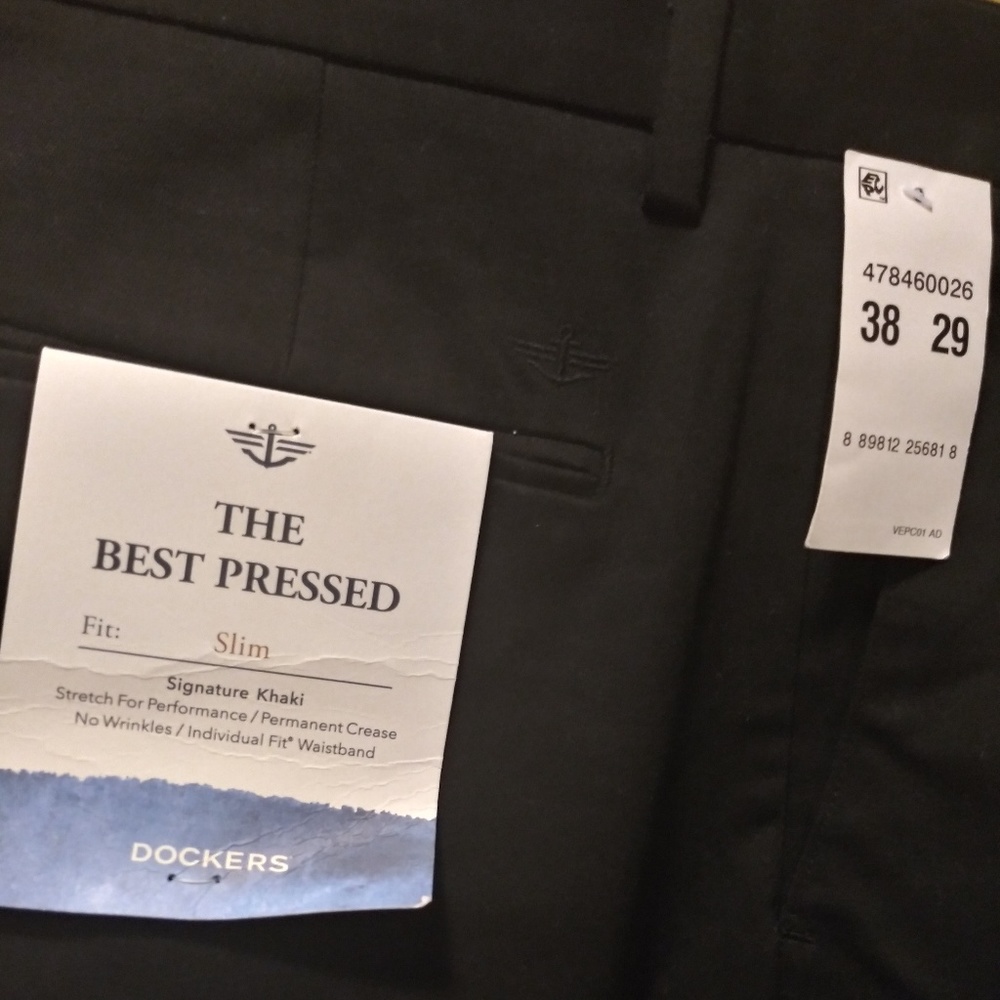 THE
BEST PRESSED
Fit: Slim
Signature Khaki
Stretch For Performance / Permanent Crease
No Wrinkles / Individual Fit® Waistband
DOCKERS
478460026
38 29
8 89812 25681 8
VEPC01 AD